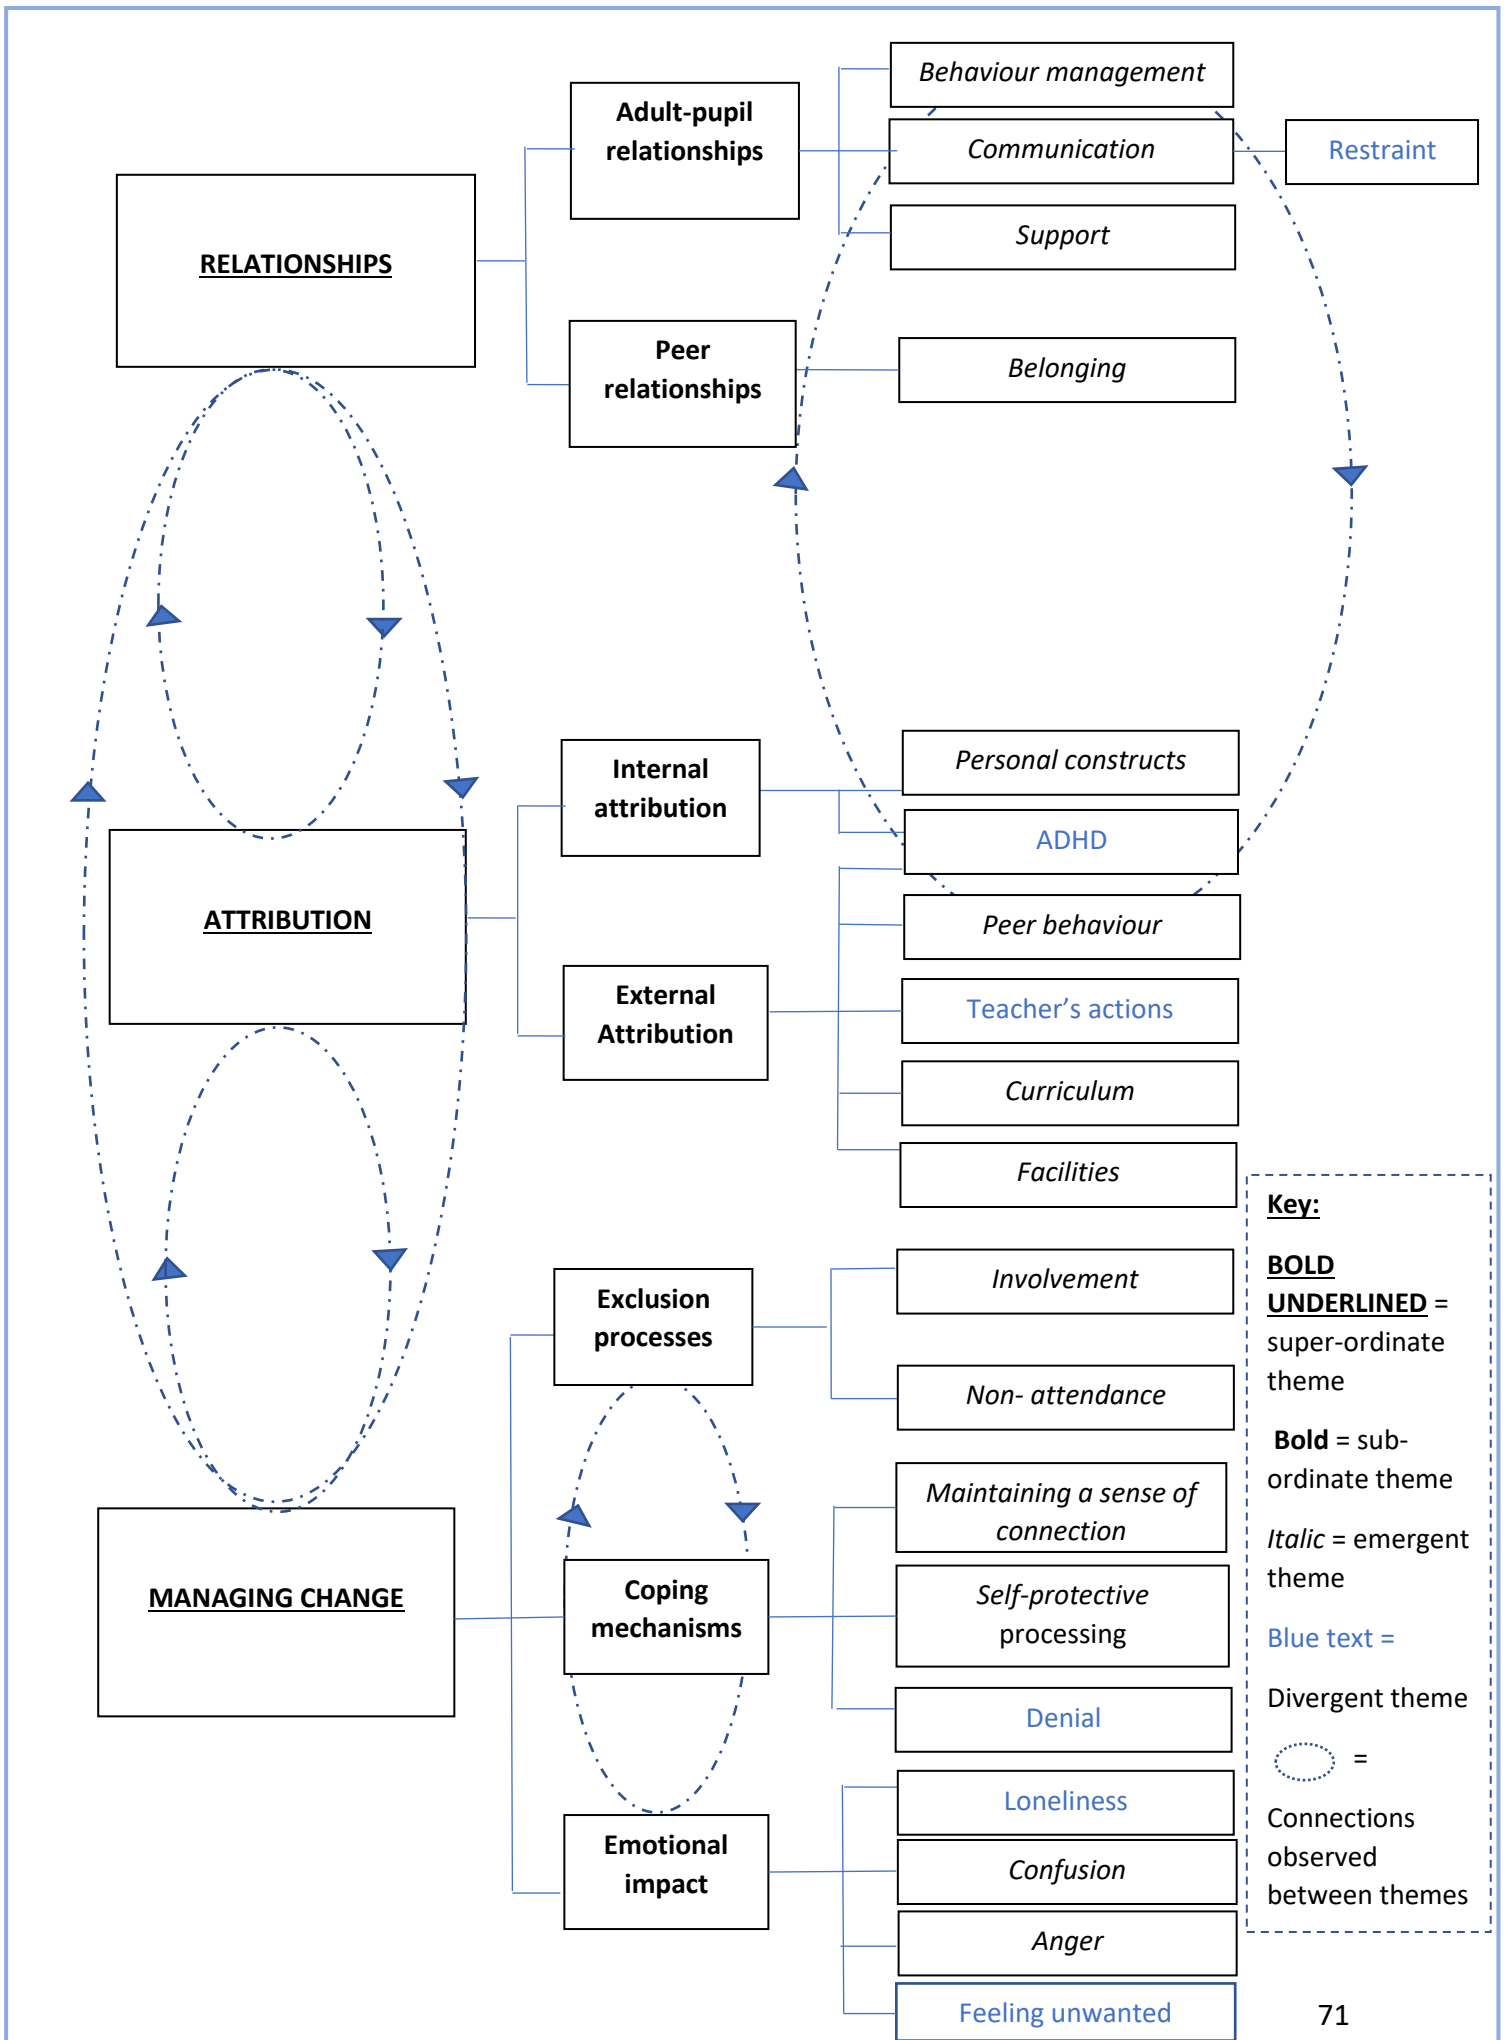 RELATIONSHIPS
Adult-pupil
relationships
Behaviour management
Communication
Restraint
Support
Peer
relationships
Belonging
ATTRIBUTION
Internal
attribution
Personal constructs
ADHD
External
Attribution
Peer behaviour
Teacher’s actions
Curriculum
Facilities
MANAGING CHANGE
Exclusion
processes
Involvement
Non- attendance
Coping
mechanisms
Maintaining a sense of
connection
Self-protective
processing
Denial
Emotional
impact
Loneliness
Confusion
Anger
Feeling unwanted
Key:
BOLD
UNDERLINED =
super-ordinate
theme
Bold = sub-
ordinate theme
Italic = emergent
theme
Blue text =
Divergent theme
=
Connections
observed
between themes
71